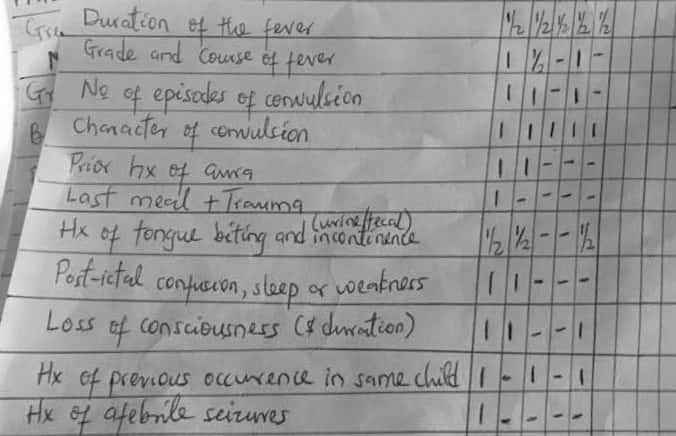 Duration of the fever ½ ½ ½ ½ ½
Grade and Course of fever 1 ½ - 1 -
Gr
No of episodes of convulsion 1 1 - 1 -
B Character of convulsion 1 1 1 1 1
Prior hx of aura 1 1 - - -
Last meal + Trauma 1 - - - -
(urine/fecal)
Hx of tongue biting and incontinence ½ ½ - - ½
Post-ictal confusion, sleep or weakness 1 1 - - -
Loss of consciousness ($ duration) 1 1 - - 1
Hx of previous occurence in same child 1 - 1 - 1
Hx of afebrile seizures 1 - - - -